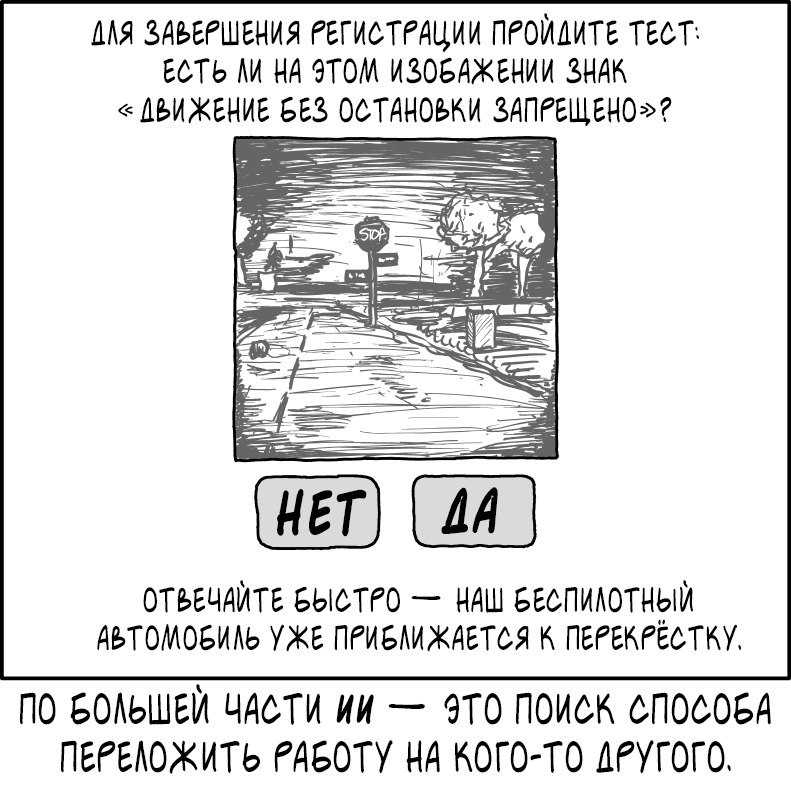 ДЛЯ ЗАВЕРШЕНИЯ РЕГИСТРАЦИИ ПРОЙДИТЕ ТЕСТ:
ЕСТЬ ЛИ НА ЭТОМ ИЗОБАЖЕНИИ ЗНАК
«ДВИЖЕНИЕ БЕЗ ОСТАНОВКИ ЗАПРЕЩЕНО»?
STOP
НЕТ ДА
ОТВЕЧАЙТЕ БЫСТРО — НАШ БЕСПИЛОТНЫЙ
АВТОМОБИЛЬ УЖЕ ПРИБЛИЖАЕТСЯ К ПЕРЕКРЁСТКУ.
ПО БОЛЬШЕЙ ЧАСТИ ИИ — ЭТО ПОИСК СПОСОБА
ПЕРЕЛОЖИТЬ РАБОТУ НА КОГО-ТО ДРУГОГО.